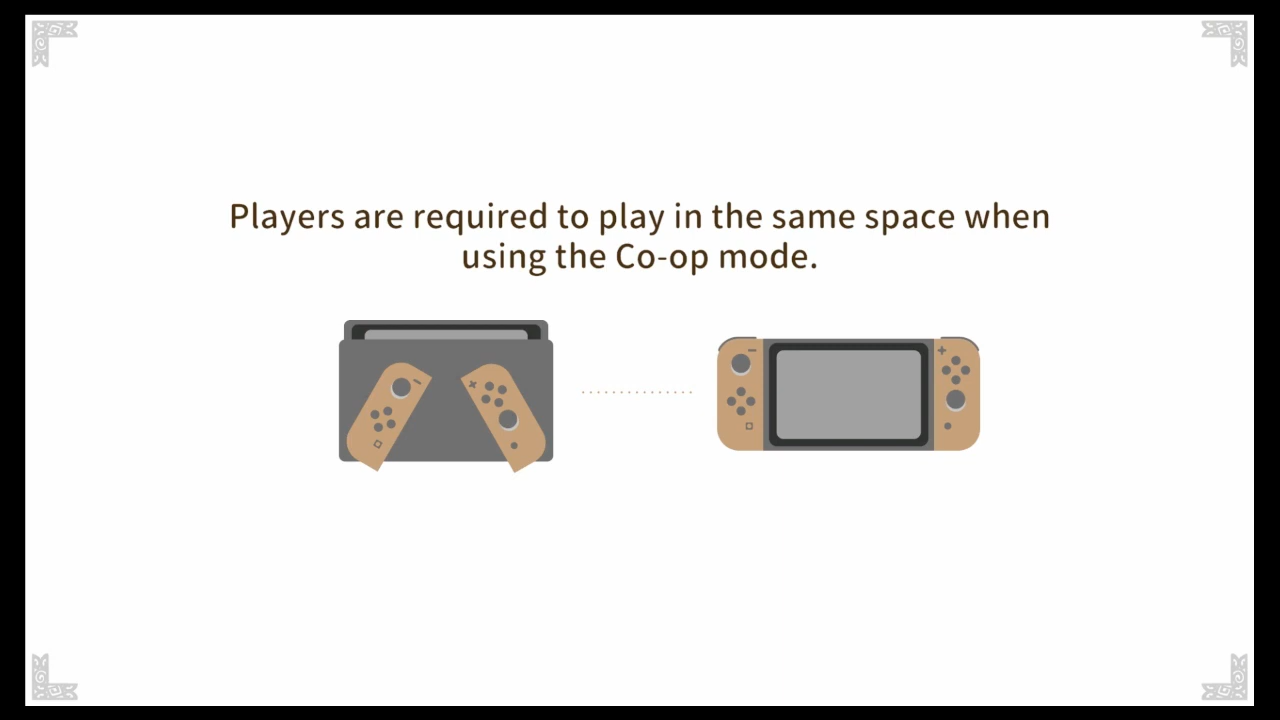 Players are required to play in the same space when
using the Co-op mode.